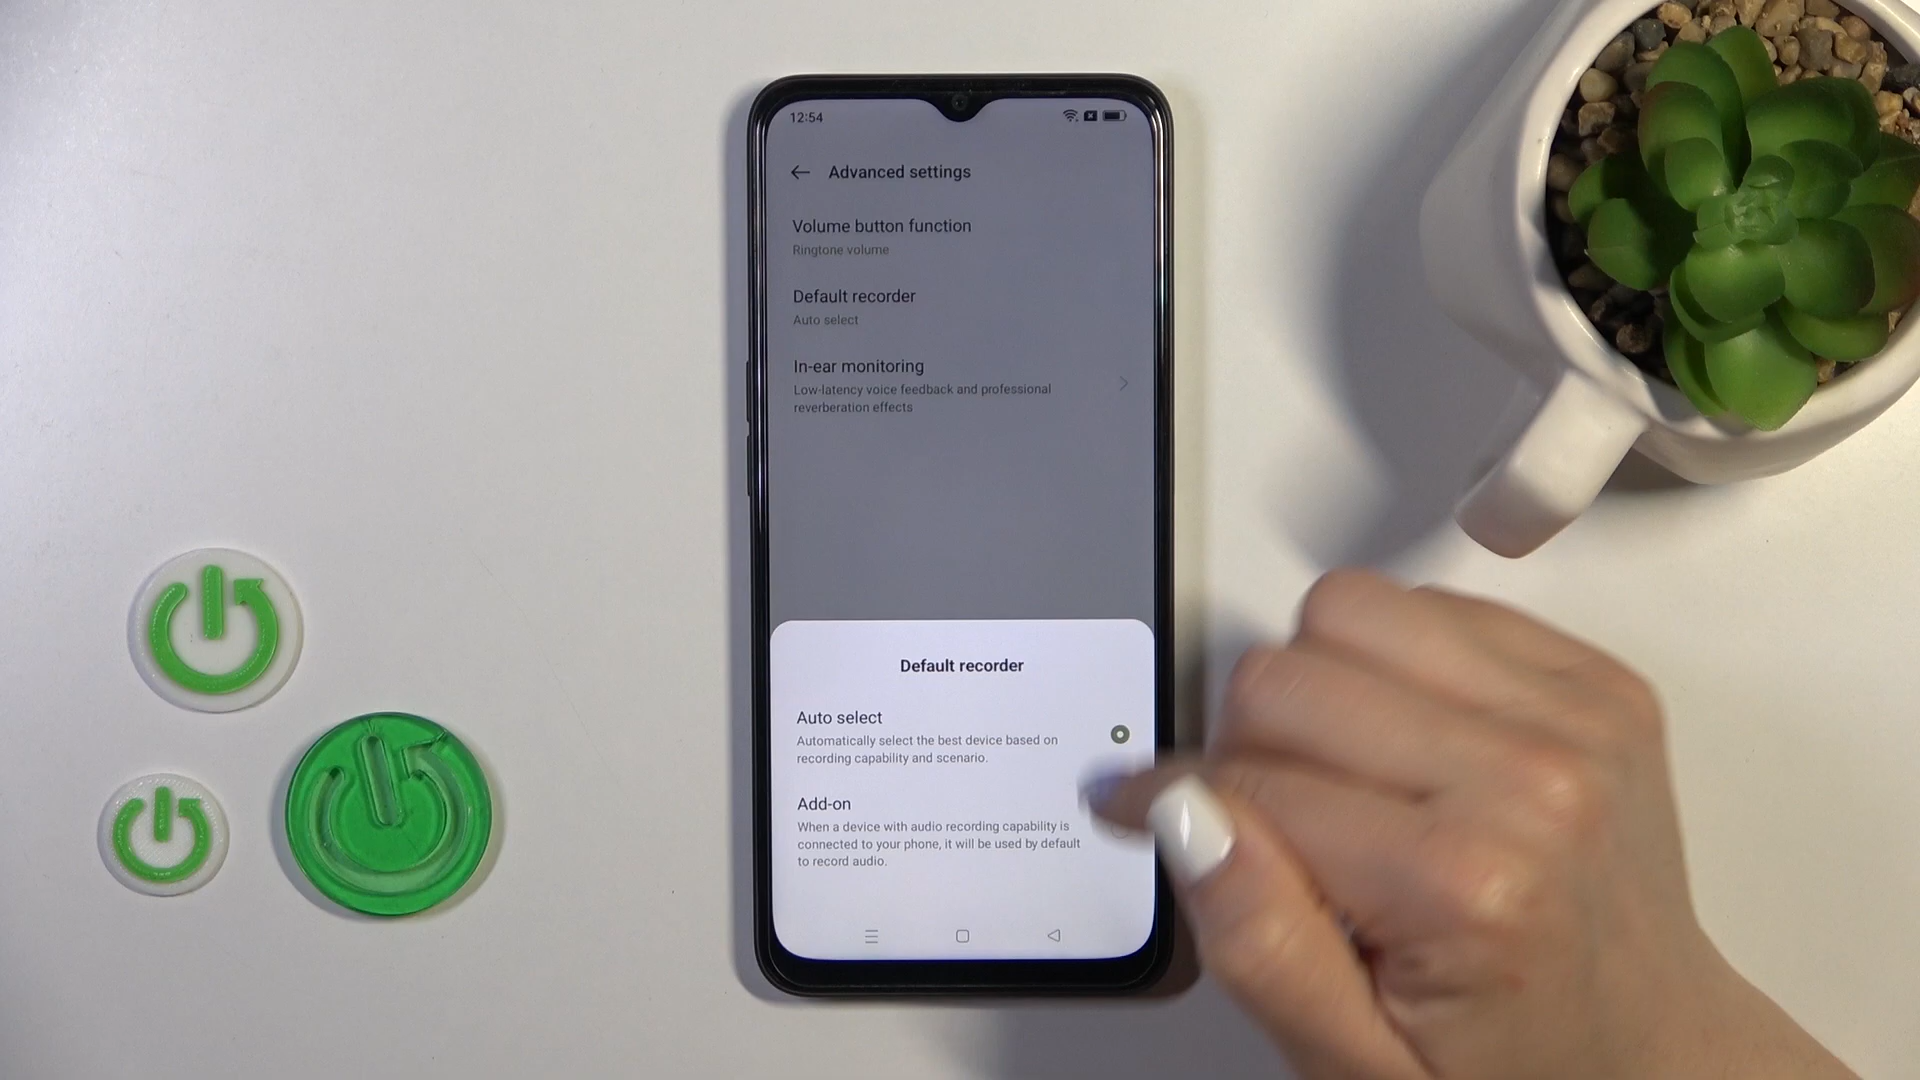 12:54
Advanced settings
Volume button function
Ringtone volume
Default recorder
Auto select
In-ear monitoring
Low-latency voice feedback and professional
reverberation effects
Default recorder
Auto select
Automatically select the best device based on
recording capability and scenario.
Add-on
When a device with audio recording capability is
connected to your phone, it will be used by default
to record audio.